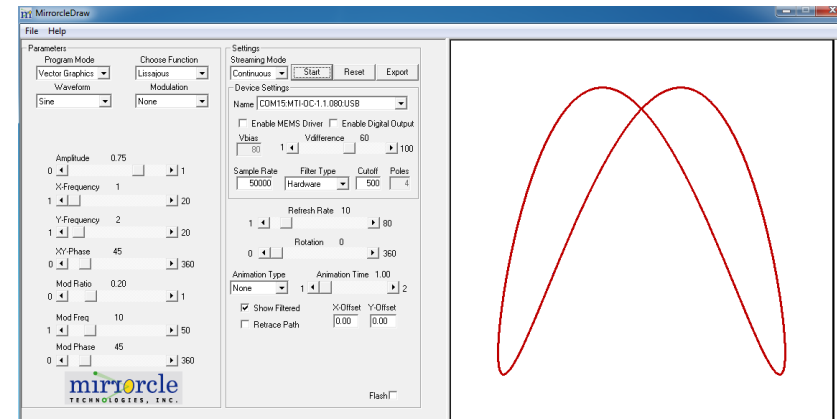 MirrorcleDraw
File Help
Parameters
Program Mode Choose Function
Vector Graphics Lissajous
Waveform Modulation
Sine None
Amplitude 0.75
0 1
X-Frequency 1
1 20
Y-Frequency 2
1 20
XY-Phase 45
0 360
Mod Ratio 0.20
0 1
Mod Freq 10
1 50
Mod Phase 45
0 360
mirrorcle
TECHNOLOGIES, INC.
Settings
Streaming Mode
Continuous Start Reset Export
Device Settings
Name COM15:MTI-OC-1.1.080:USB
Enable MEMS Driver Enable Digital Output
Vbias Vdifference 60
80 1 100
Sample Rate Filter Type Cutoff Poles
50000 Hardware 500 4
Refresh Rate 10
1 80
Rotation 0
0 360
Animation Type Animation Time 1.00
None 1 2
Show Filtered X-Offset Y-Offset
Retrace Path 0.00 0.00
Flash